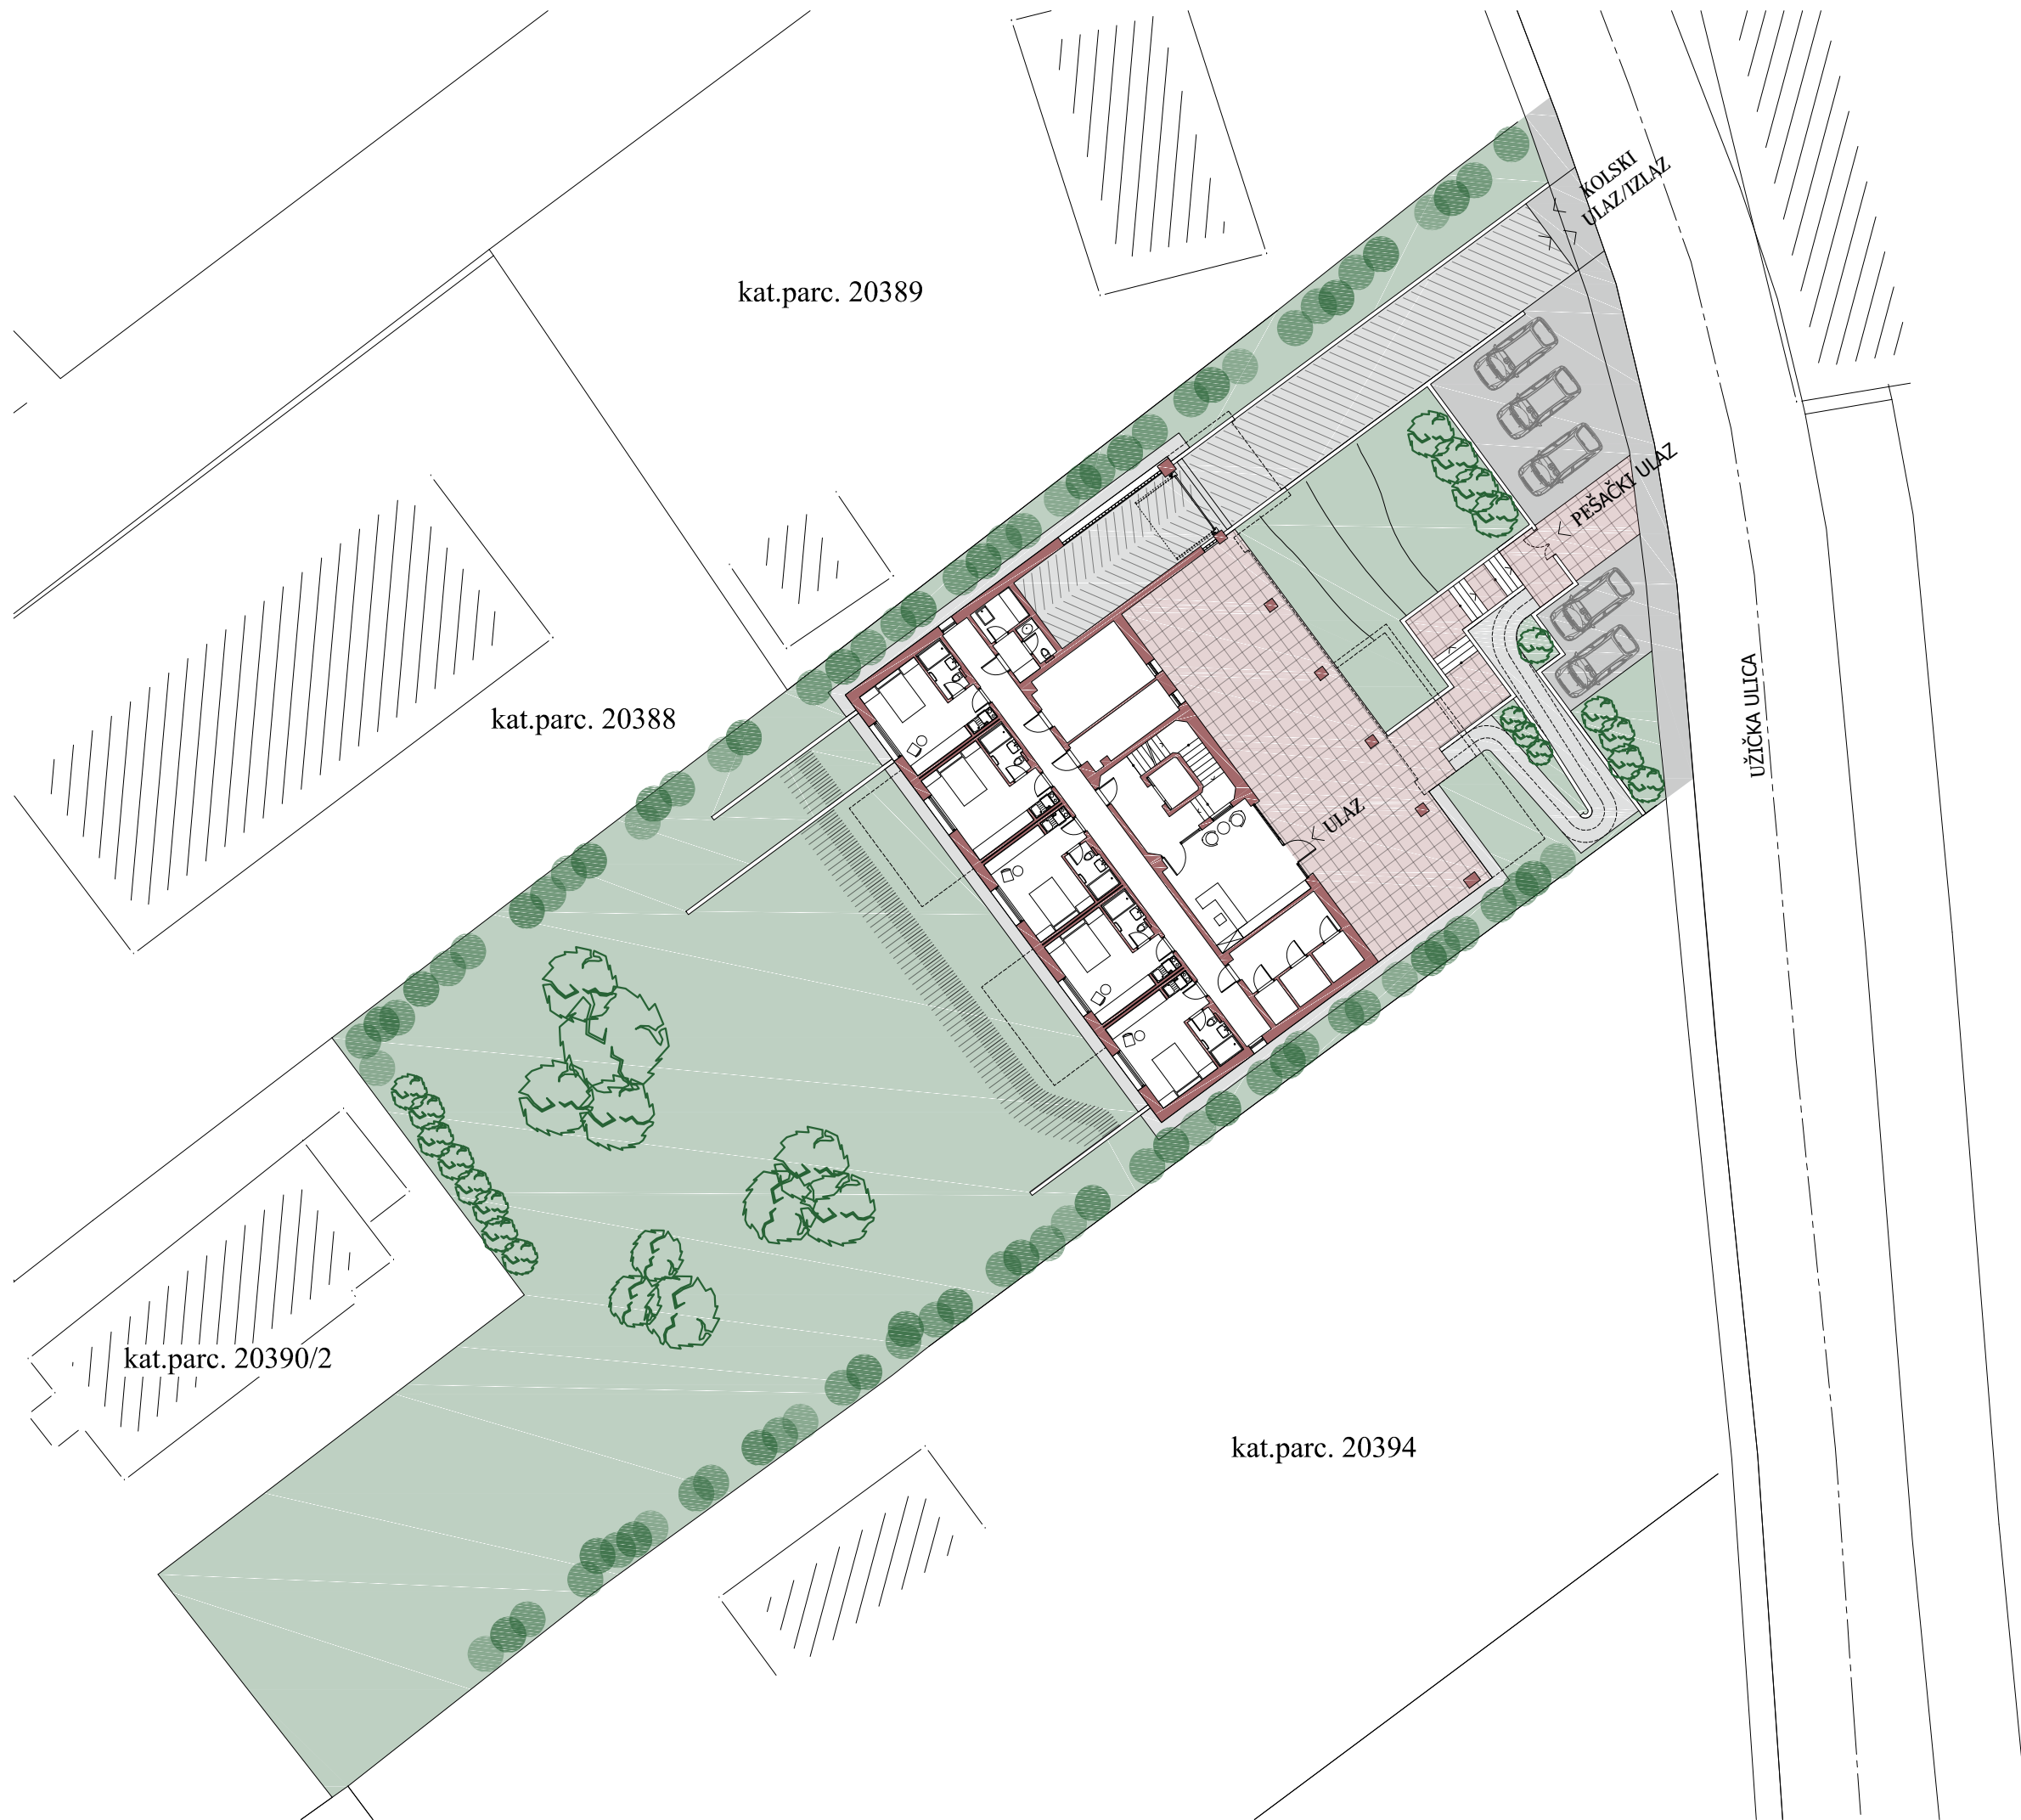 KOLSKI
ULAZ/IZLAZ
kat.parc. 20389
PEŠAČKI ULAZ
kat.parc. 20388
UŽIČKA ULICA
ULAZ
kat.parc. 20390/2
kat.parc. 20394